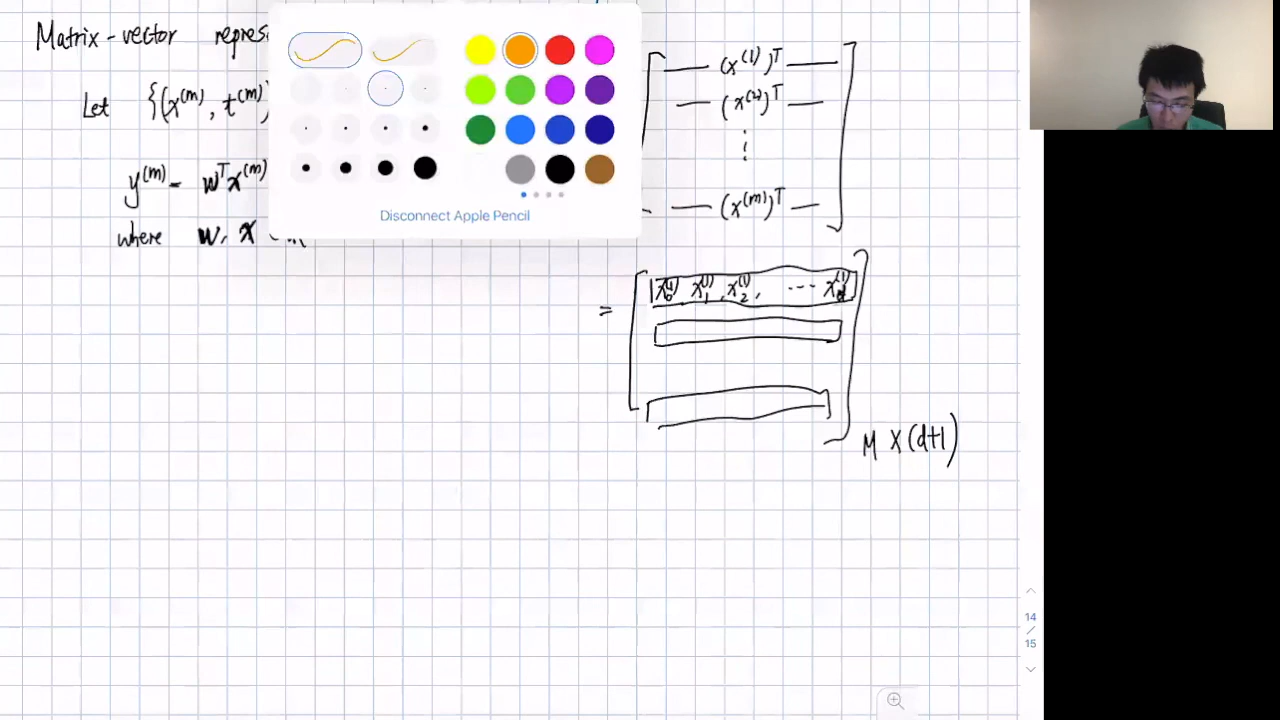 Matrix-vector
Let {(x^(m), t^(m))
y^(m) = w^T x^(m)
where w, x
Disconnect Apple Pencil
(x^(1))^T
(x^(2))^T
⋮
(x^(m))^T
= x_0^(1) x_1^(1), x_2^(1), ... x_d^(1)
M X (d+1)
14
/
15